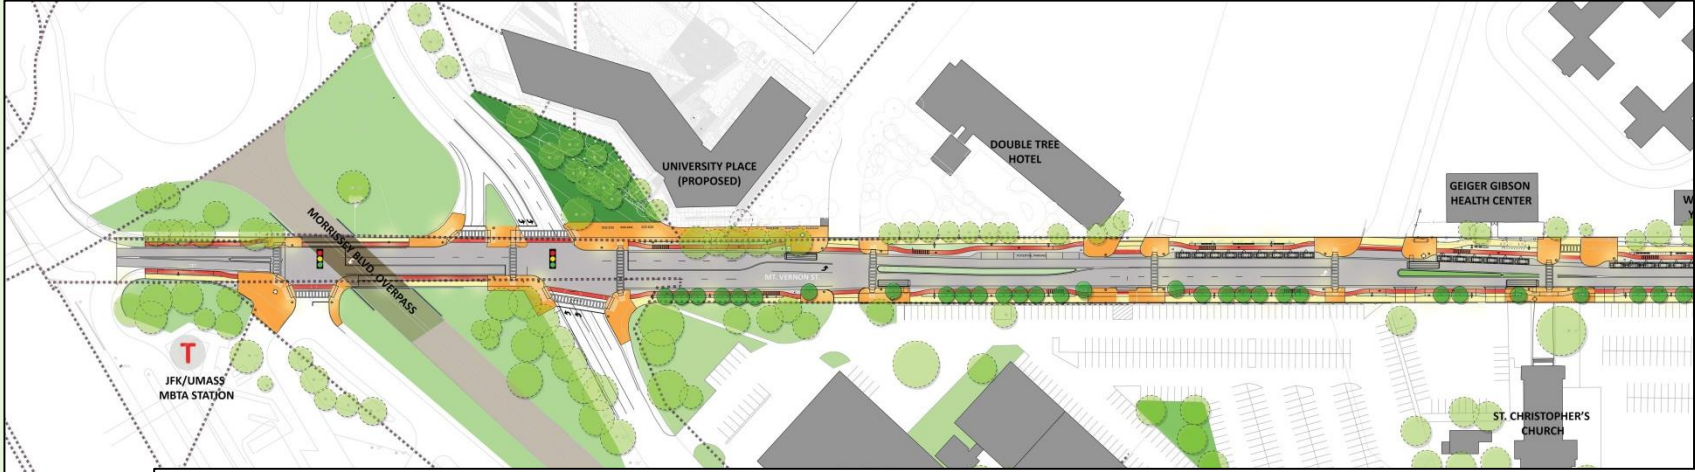 UNIVERSITY PLACE
(PROPOSED)
DOUBLE TREE
HOTEL
GEIGER GIBSON
HEALTH CENTER
W
Y
MORRISSEY BLVD. OVERPASS
MT. VERNON ST.
T
JFK/UMASS
MBTA STATION
ST. CHRISTOPHER'S
CHURCH